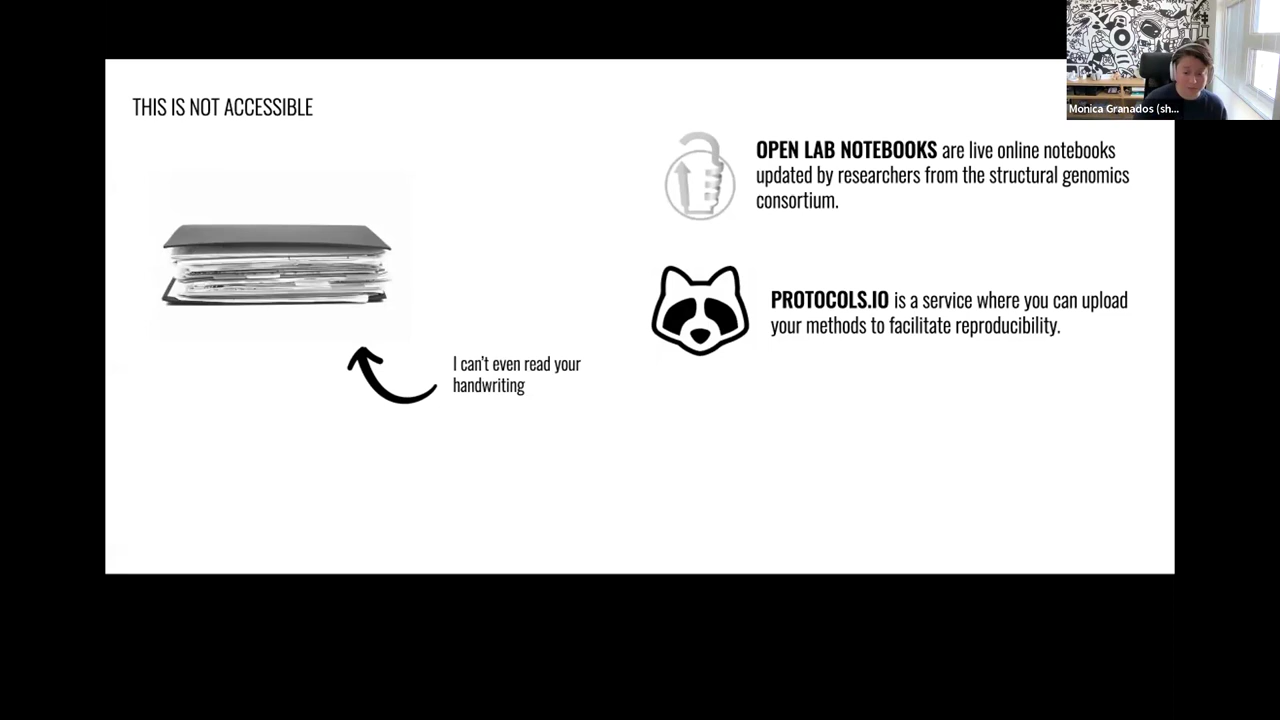 THIS IS NOT ACCESSIBLE
I can't even read your
handwriting
OPEN LAB NOTEBOOKS are live online notebooks
updated by researchers from the structural genomics
consortium.
PROTOCOLS.IO is a service where you can upload
your methods to facilitate reproducibility.
Monica Granados (sh...